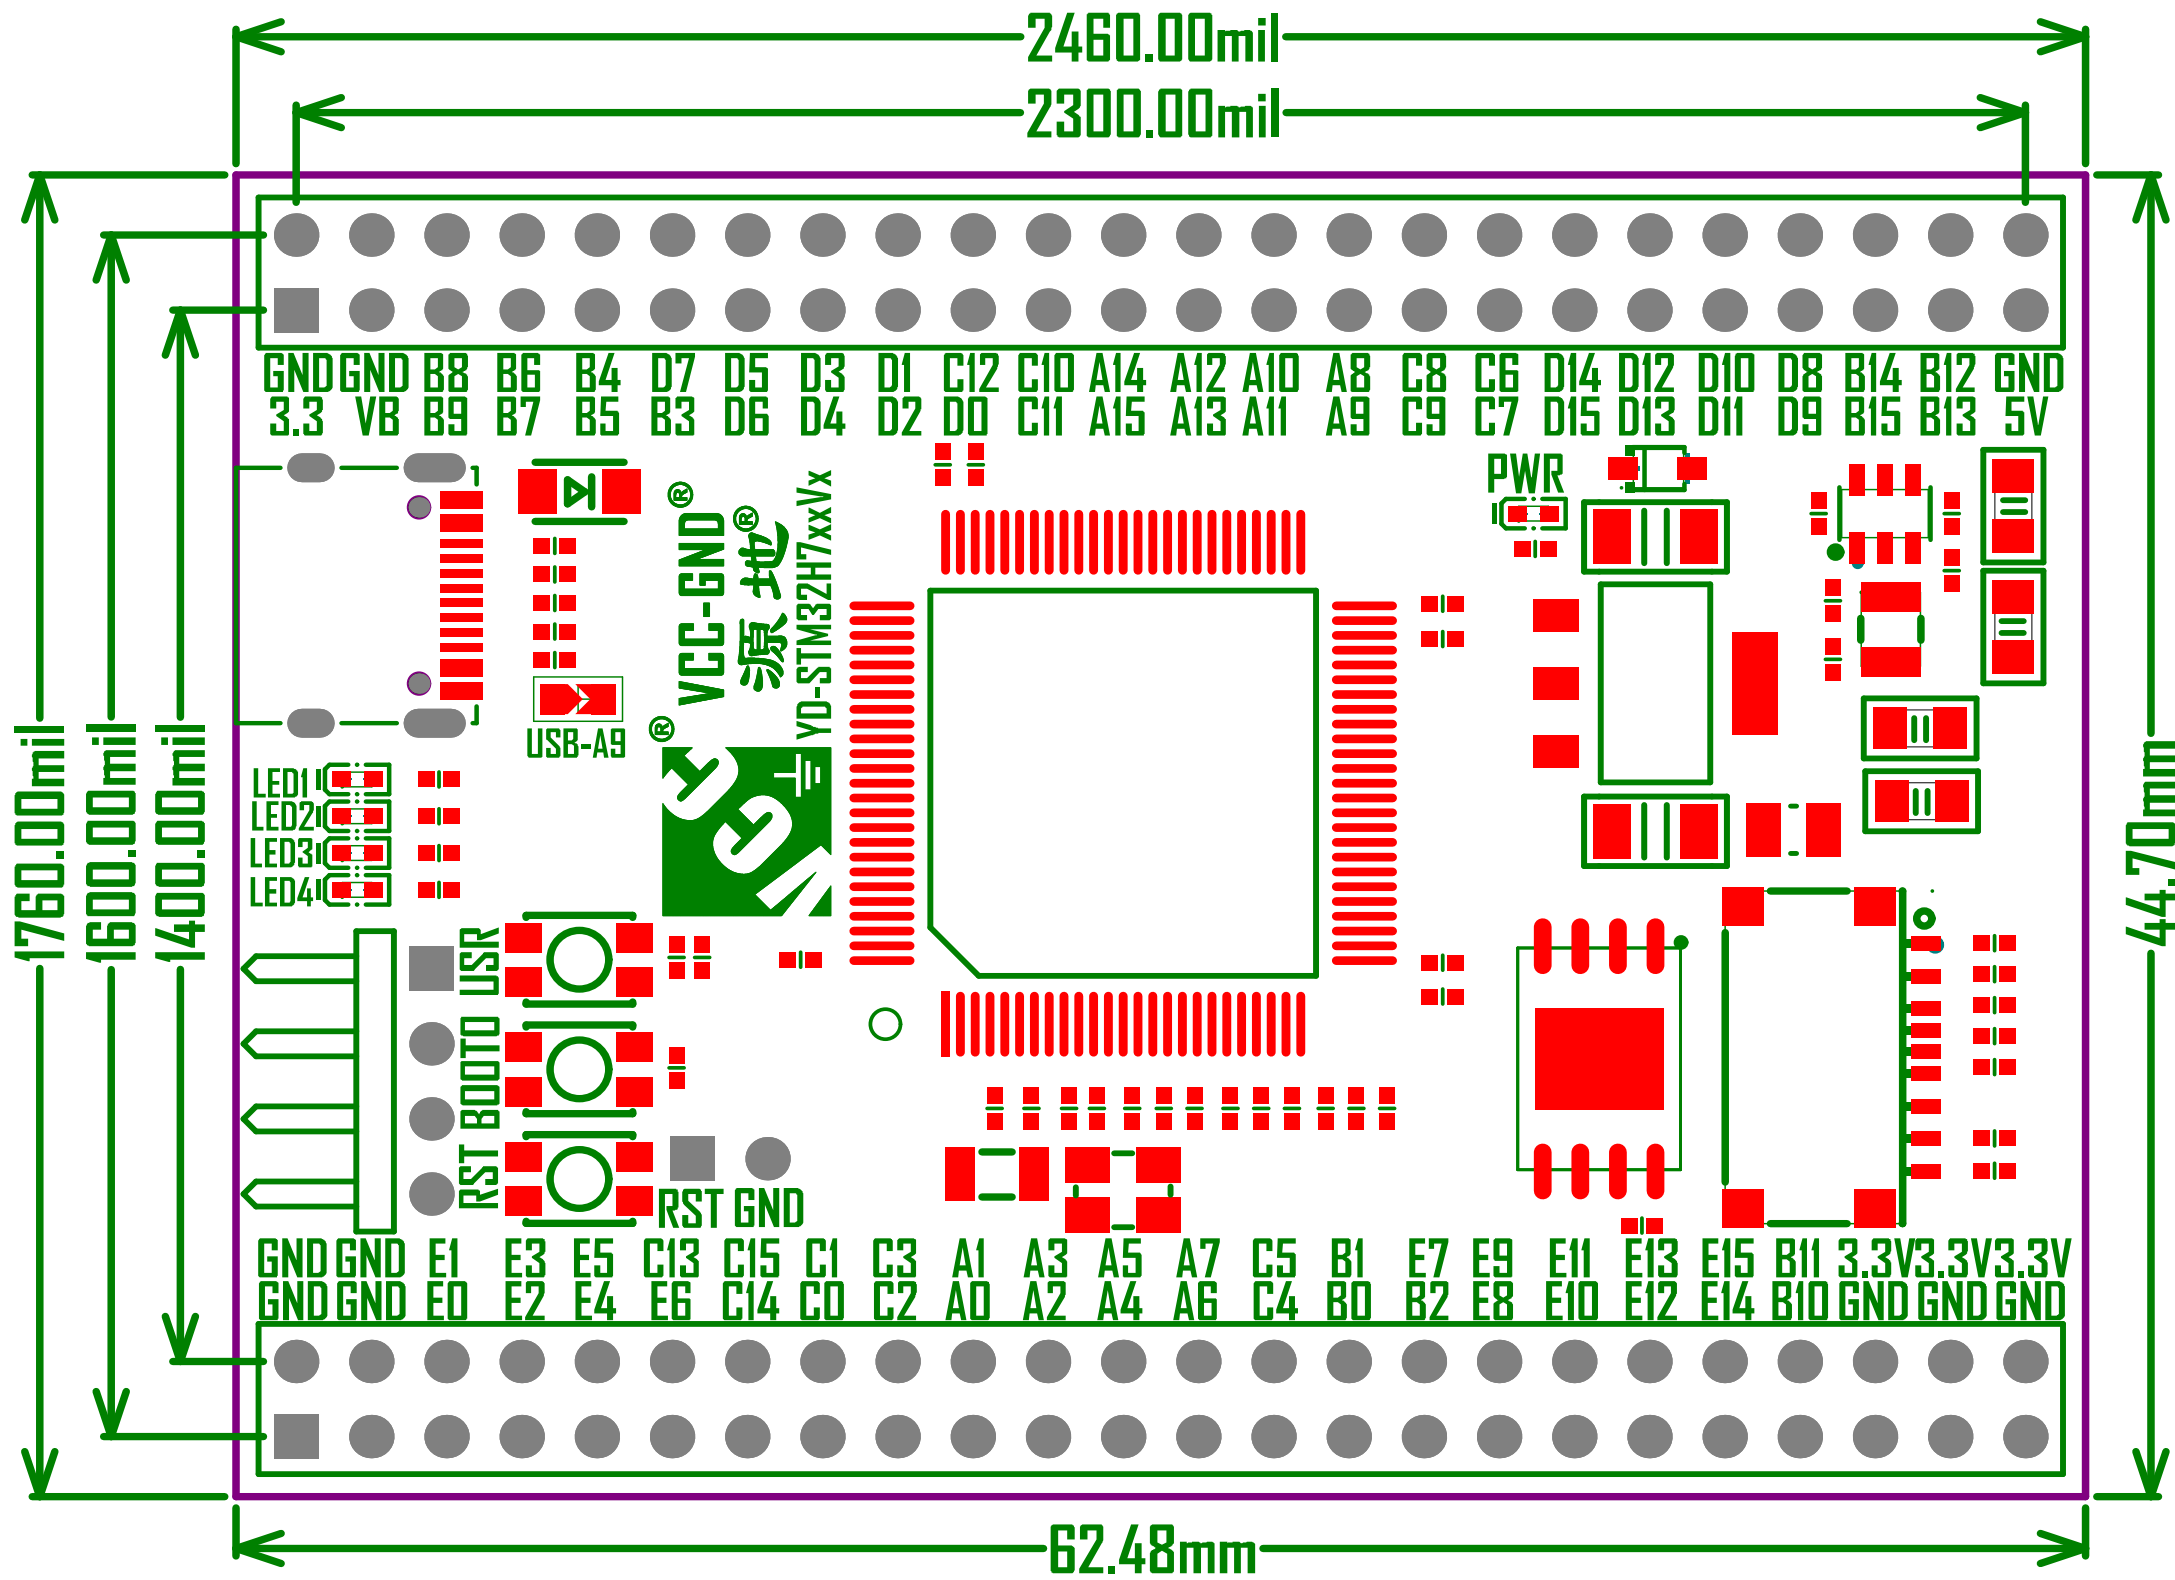 2460.00mil
2300.00mil
GND GND B8 B6 B4 D7 D5 D3 D1 C12 C10 A14 A12 A10 A8 C8 C6 D14 D12 D10 D8 B14 B12 GND
3.3 VB B9 B7 B5 B3 D6 D4 D2 D0 C11 A15 A13 A11 A9 C9 C7 D15 D13 D11 D9 B15 B13 5V
PWR
VCC-GND®
源地®
YD-STM32H7xxVx
USB-A9
®
VCC
LED1
LED2
LED3
LED4
1760.00mil
1600.00mil
1400.00mil
44.70mm
USR
BOOT0
RST
RST GND
GND GND E1 E3 E5 C13 C15 C1 C3 A1 A3 A5 A7 C5 B1 E7 E9 E11 E13 E15 B11 3.3V 3.3V 3.3V
GND GND E0 E2 E4 E6 C14 C0 C2 A0 A2 A4 A6 C4 B0 B2 E8 E10 E12 E14 B10 GND GND GND
62.48mm